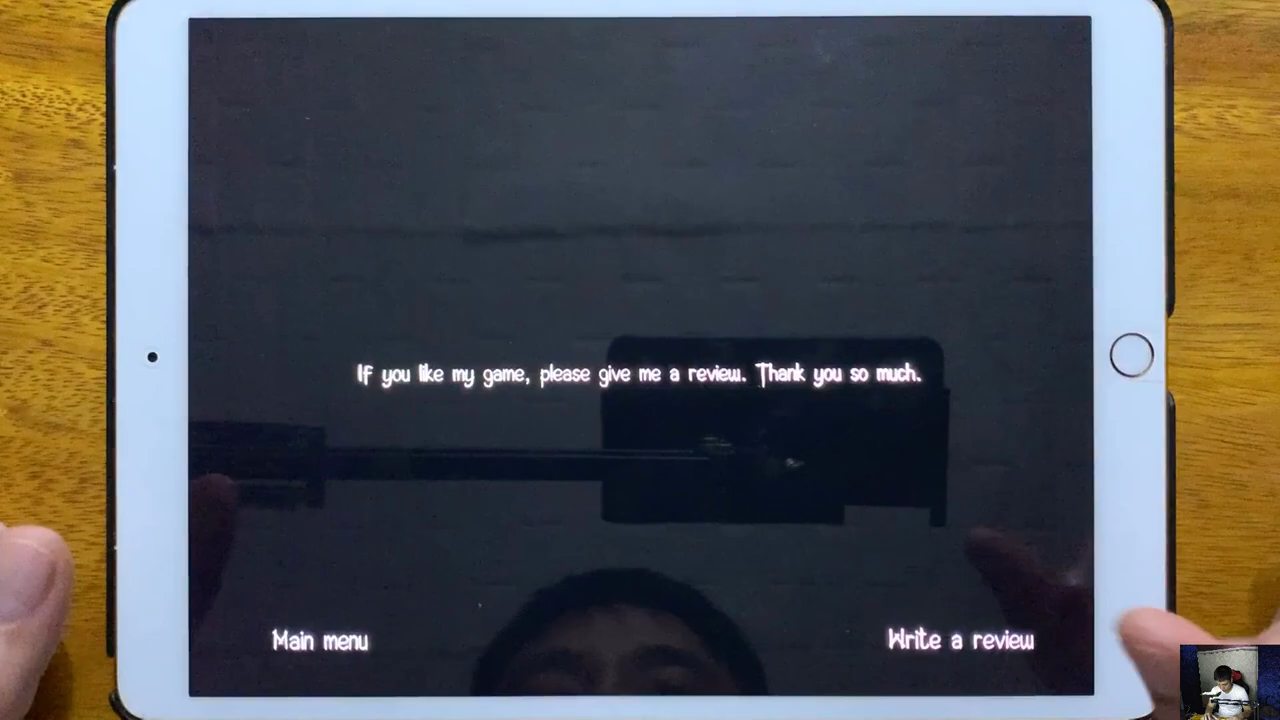 If you like my game, please give me a review. Thank you so much.
Main menu
Write a review